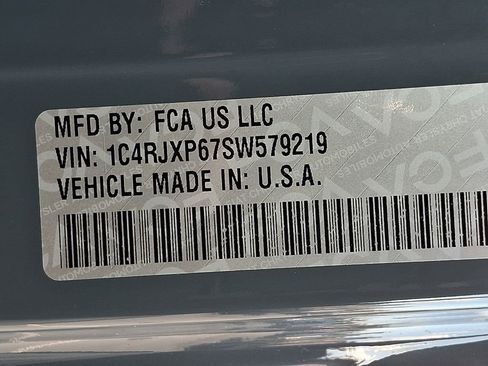 MFD BY: FCA US LLC
VIN: 1C4RJXP67SW579219
VEHICLE MADE IN: U.S.A.